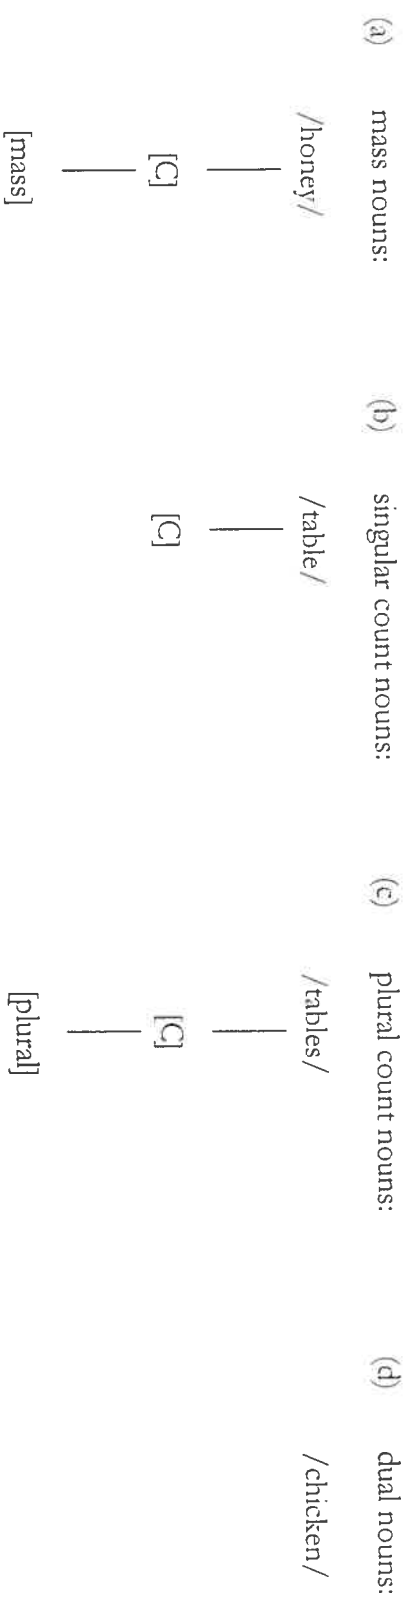 (a) mass nouns: (b) singular count nouns: (c) plural count nouns: (d) dual nouns:
/honey/ /table/ /tables/ /chicken/
[C] [C] [C]
[mass] [plural]